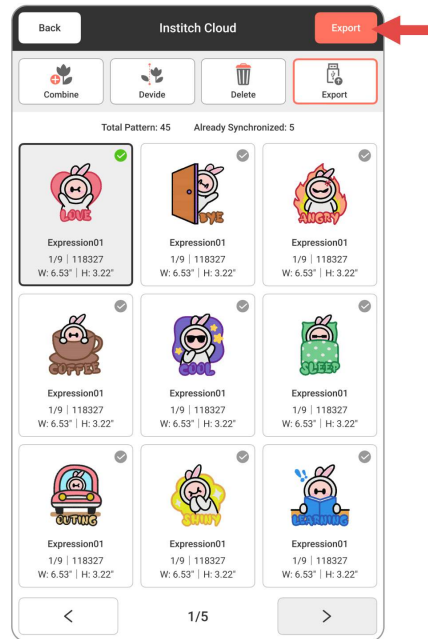 Back
Institch Cloud
Export
Combine
Devide
Delete
Export
Total Pattern: 45 Already Synchronized: 5
LOVE
BYE
ANGRY
Expression01
1/9 | 118327
W: 6.53" | H: 3.22"
Expression01
1/9 | 118327
W: 6.53" | H: 3.22"
Expression01
1/9 | 118327
W: 6.53" | H: 3.22"
COFFEE
COOL
SLEEP
Expression01
1/9 | 118327
W: 6.53" | H: 3.22"
Expression01
1/9 | 118327
W: 6.53" | H: 3.22"
Expression01
1/9 | 118327
W: 6.53" | H: 3.22"
OUTING
SHINY
LEARNING
Expression01
1/9 | 118327
W: 6.53" | H: 3.22"
Expression01
1/9 | 118327
W: 6.53" | H: 3.22"
Expression01
1/9 | 118327
W: 6.53" | H: 3.22"
<
1/5
>